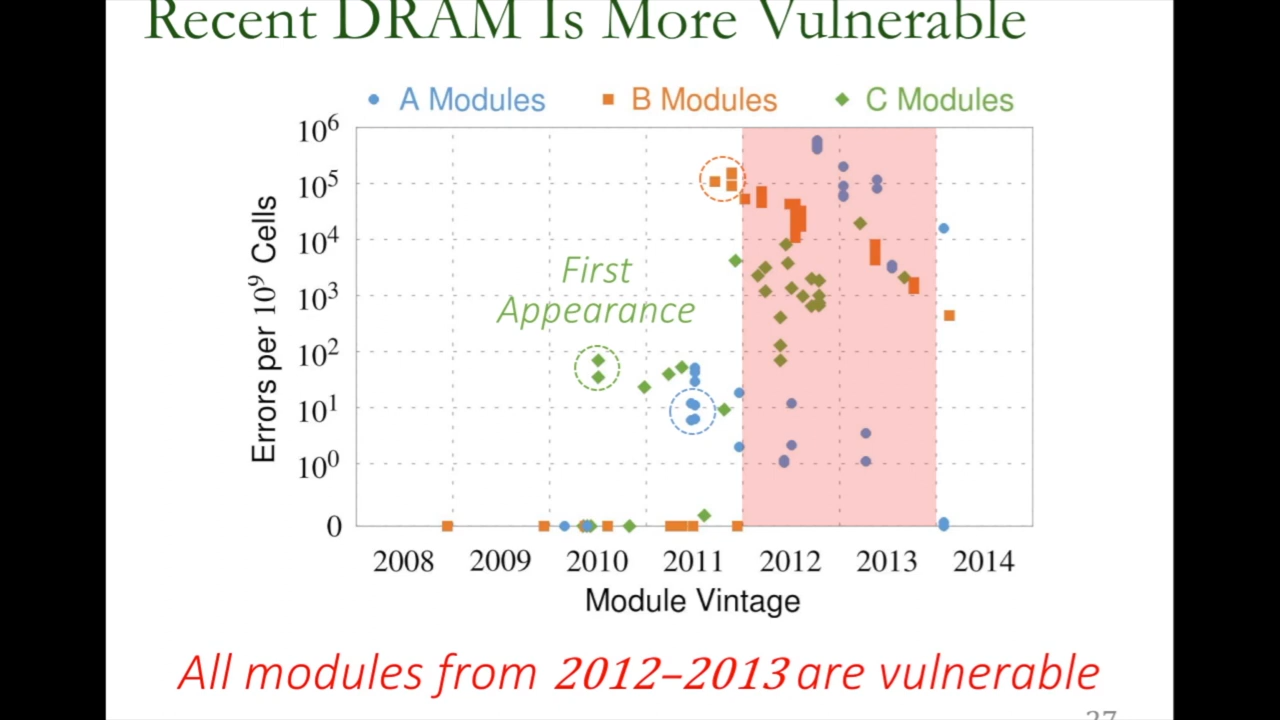 Recent DRAM Is More Vulnerable
A Modules B Modules C Modules
10⁶
10⁵
10⁴
10³
10²
10¹
10⁰
0
Errors per 10⁹ Cells
First
Appearance
2008 2009 2010 2011 2012 2013 2014
Module Vintage
All modules from 2012–2013 are vulnerable
27